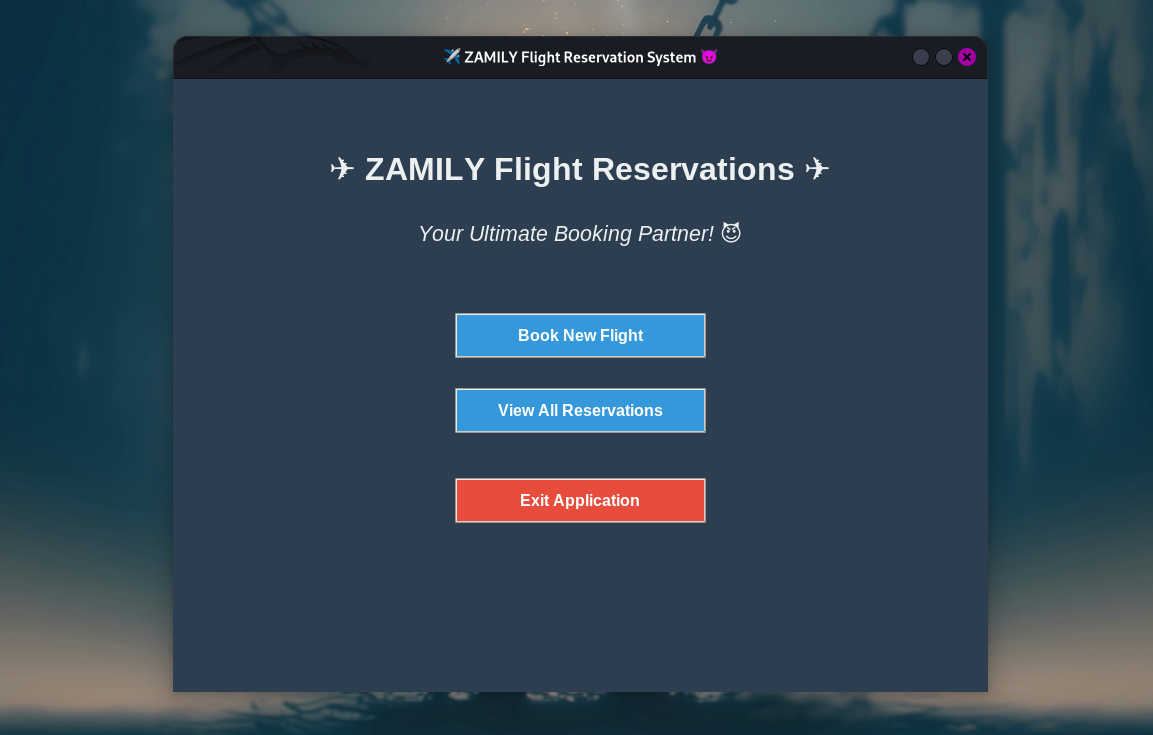 ✈️ ZAMILY Flight Reservation System 😈
✈ ZAMILY Flight Reservations ✈
Your Ultimate Booking Partner! 😈
Book New Flight
View All Reservations
Exit Application